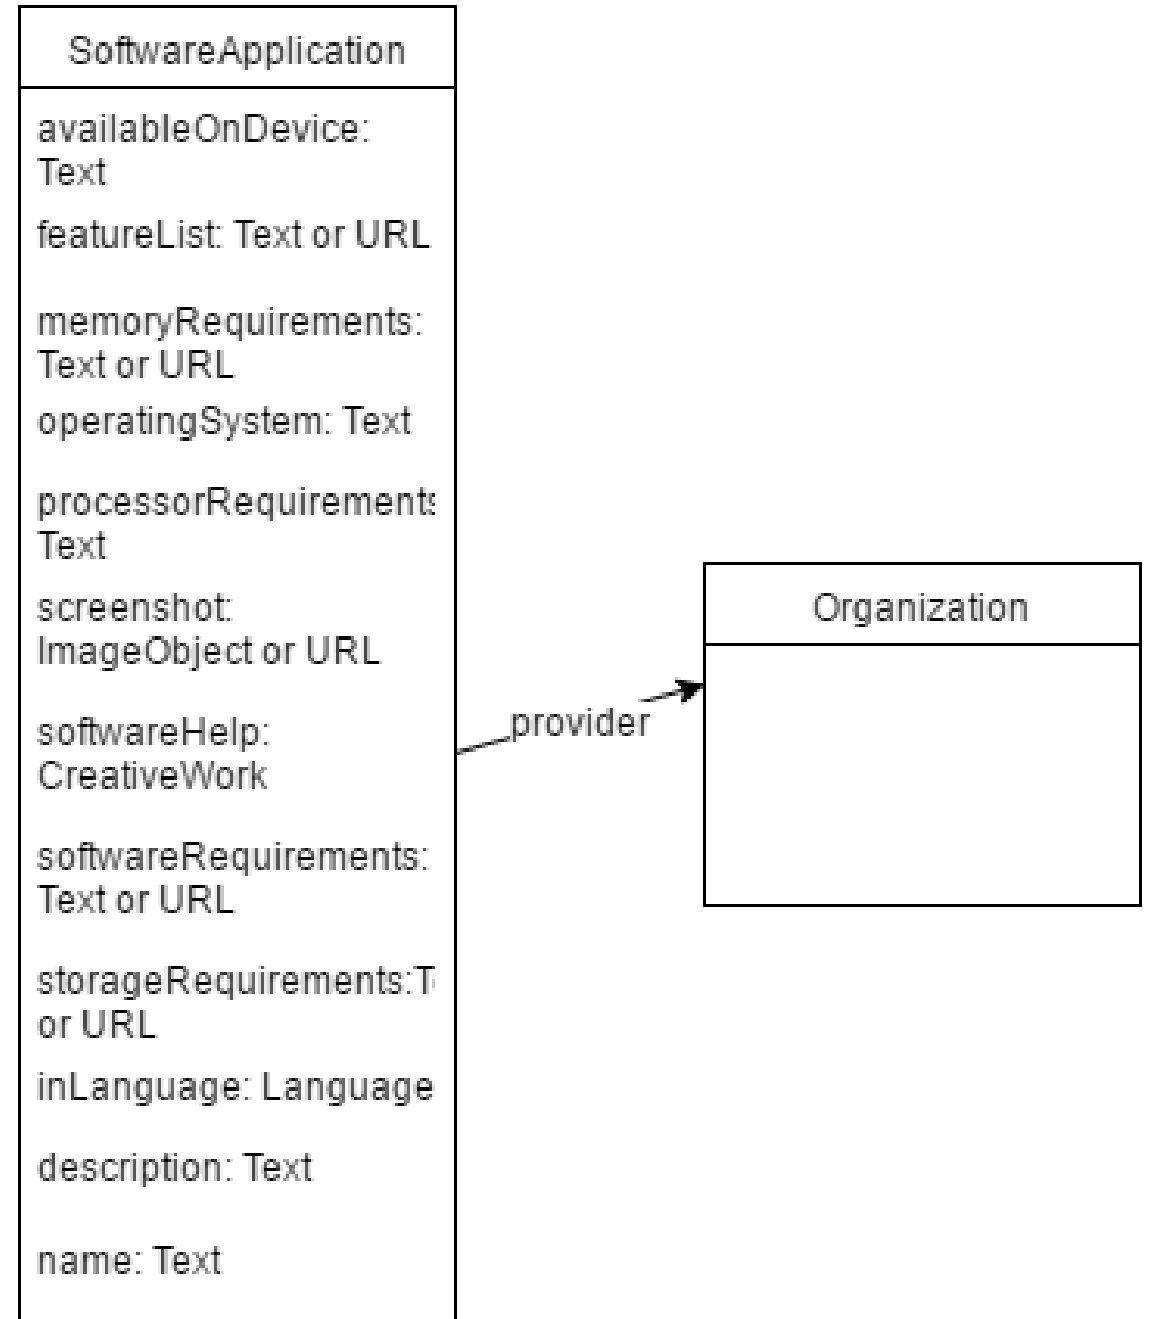 SoftwareApplication
availableOnDevice:
Text
featureList: Text or URL
memoryRequirements:
Text or URL
operatingSystem: Text
processorRequirements
Text
screenshot:
ImageObject or URL
softwareHelp:
CreativeWork
softwareRequirements:
Text or URL
storageRequirements:
or URL
inLanguage: Language
description: Text
name: Text
provider
Organization